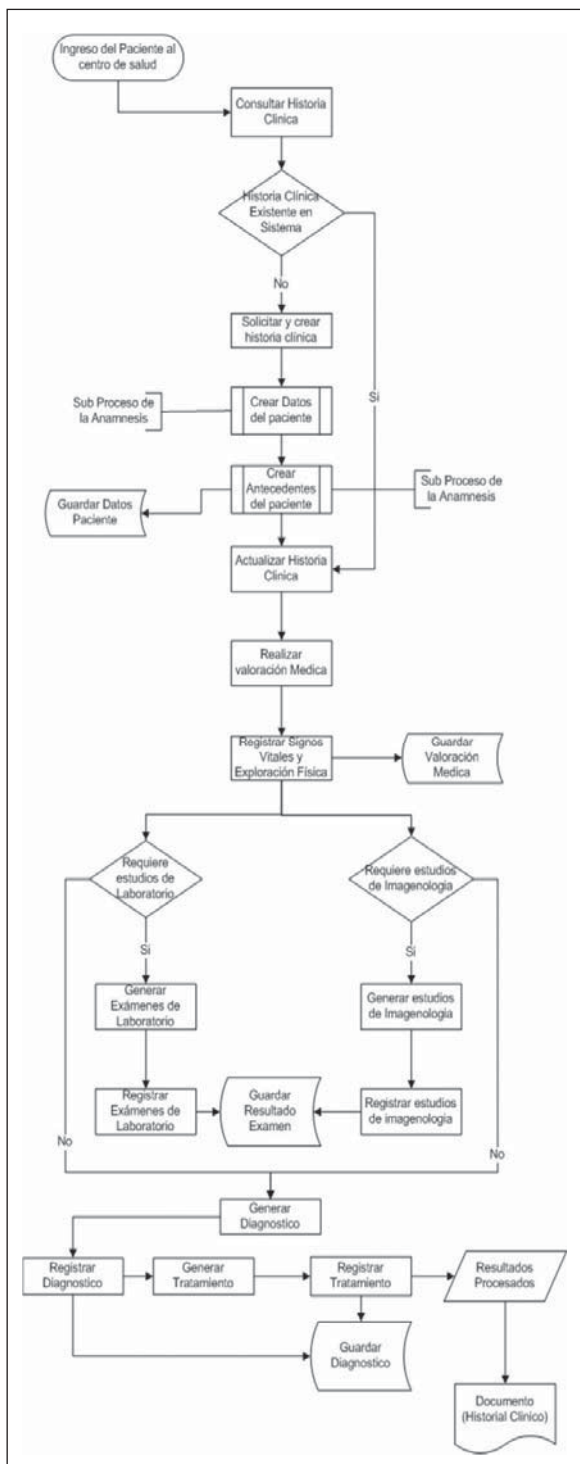 Ingreso del Paciente al
centro de salud
Consultar Historia
Clinica
Historia Clínica
Existente en
Sistema
No
Sí
Solicitar y crear
historia clínica
Sub Proceso de
la Anamnesis
Crear Datos
del paciente
Crear
Antecedentes
del paciente
Sub Proceso de
la Anamnesis
Guardar Datos
Paciente
Actualizar Historia
Clinica
Realizar
valoración Medica
Registrar Signos
Vitales y
Exploración Física
Guardar
Valoración
Medica
Requiere
estudios de
Laboratorio
Requiere estudios
de Imagenologia
Sí
Sí
Generar
Exámenes de
Laboratorio
Generar estudios
de Imagenologia
Registrar
Exámenes de
Laboratorio
Guardar
Resultado
Examen
Registrar estudios
de imagenologia
No
No
Generar
Diagnostico
Registrar
Diagnostico
Generar
Tratamiento
Registrar
Tratamiento
Resultados
Procesados
Guardar
Diagnostico
Documento
(Historial Clinico)